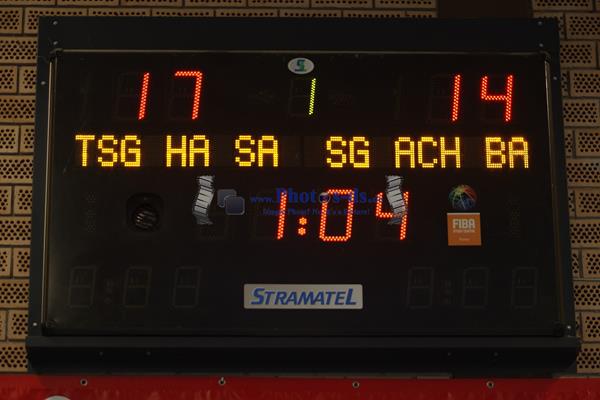 17 1 14
TSG HA SA SG ACH BA
1:04
FIBA
STRAMATEL